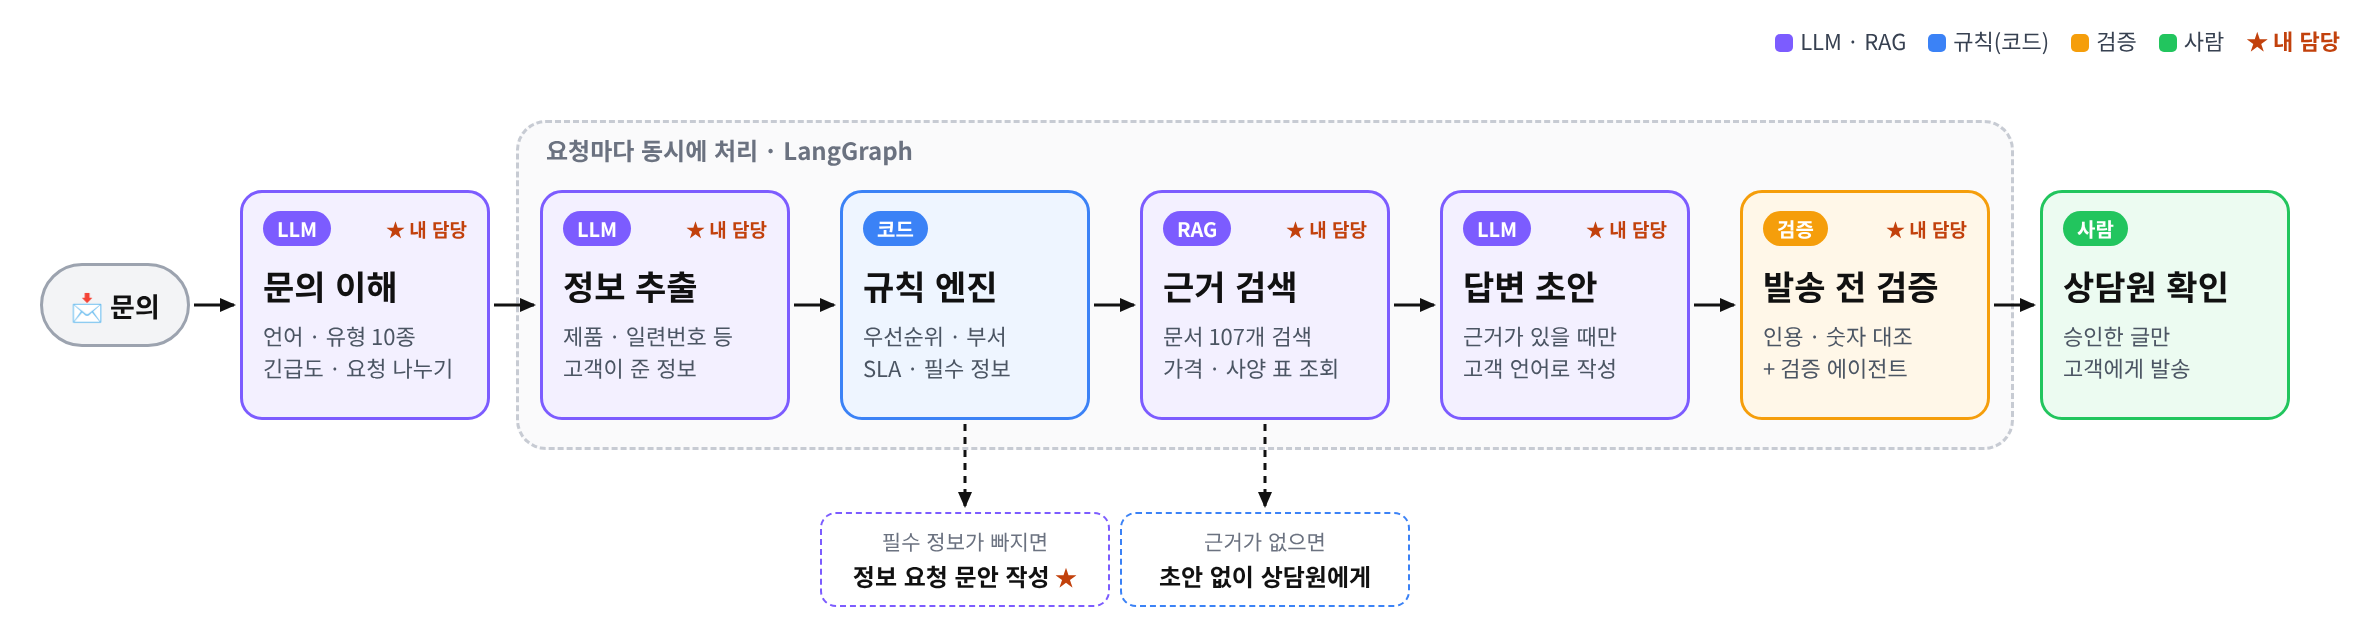 LLM · RAG 규칙(코드) 검증 사람 ★ 내 담당
요청마다 동시에 처리 · LangGraph
문의
LLM ★ 내 담당
문의 이해
언어 · 유형 10종
긴급도 · 요청 나누기
LLM ★ 내 담당
정보 추출
제품 · 일련번호 등
고객이 준 정보
코드
규칙 엔진
우선순위 · 부서
SLA · 필수 정보
RAG ★ 내 담당
근거 검색
문서 107개 검색
가격 · 사양 표 조회
LLM ★ 내 담당
답변 초안
근거가 있을 때만
고객 언어로 작성
검증 ★ 내 담당
발송 전 검증
인용 · 숫자 대조
+ 검증 에이전트
사람
상담원 확인
승인한 글만
고객에게 발송
필수 정보가 빠지면
정보 요청 문안 작성 ★
근거가 없으면
초안 없이 상담원에게